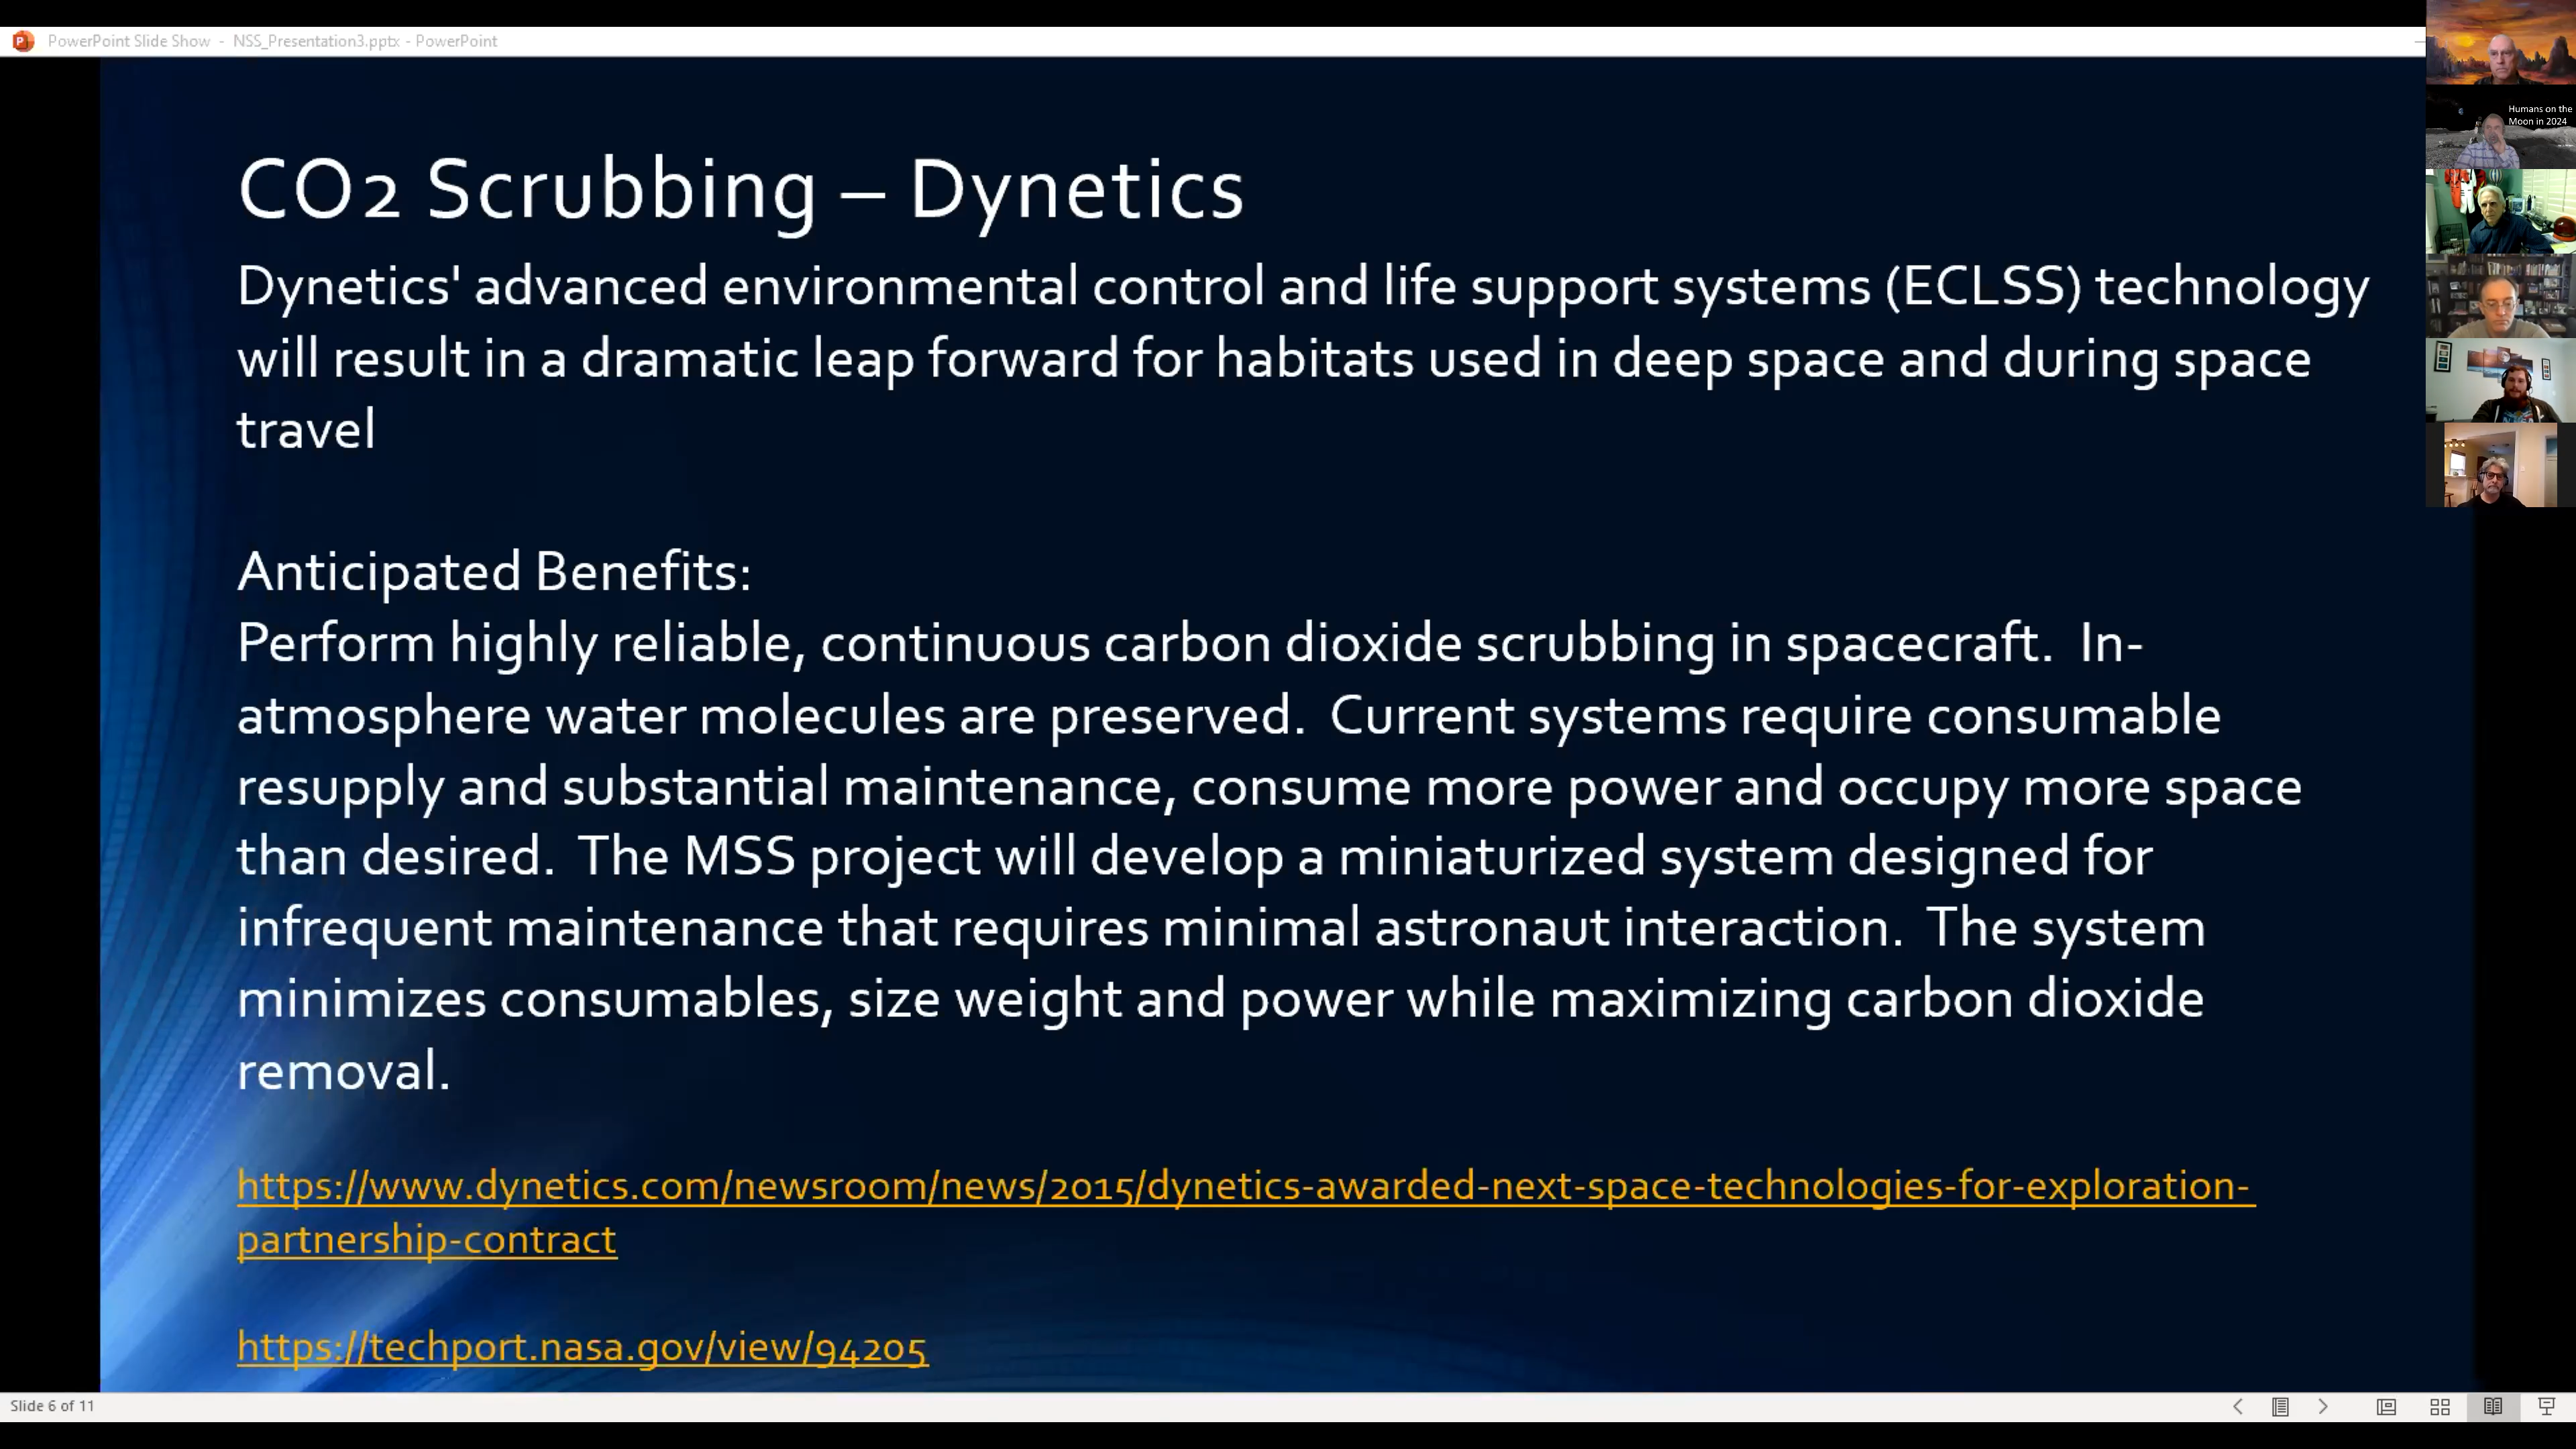 PowerPoint Slide Show - NSS_Presentation3.pptx - PowerPoint
Humans on the
Moon in 2024
CO2 Scrubbing – Dynetics
Dynetics' advanced environmental control and life support systems (ECLSS) technology
will result in a dramatic leap forward for habitats used in deep space and during space
travel
Anticipated Benefits:
Perform highly reliable, continuous carbon dioxide scrubbing in spacecraft. In-
atmosphere water molecules are preserved. Current systems require consumable
resupply and substantial maintenance, consume more power and occupy more space
than desired. The MSS project will develop a miniaturized system designed for
infrequent maintenance that requires minimal astronaut interaction. The system
minimizes consumables, size weight and power while maximizing carbon dioxide
removal.
https://www.dynetics.com/newsroom/news/2015/dynetics-awarded-next-space-technologies-for-exploration-
partnership-contract
https://techport.nasa.gov/view/94205
Slide 6 of 11